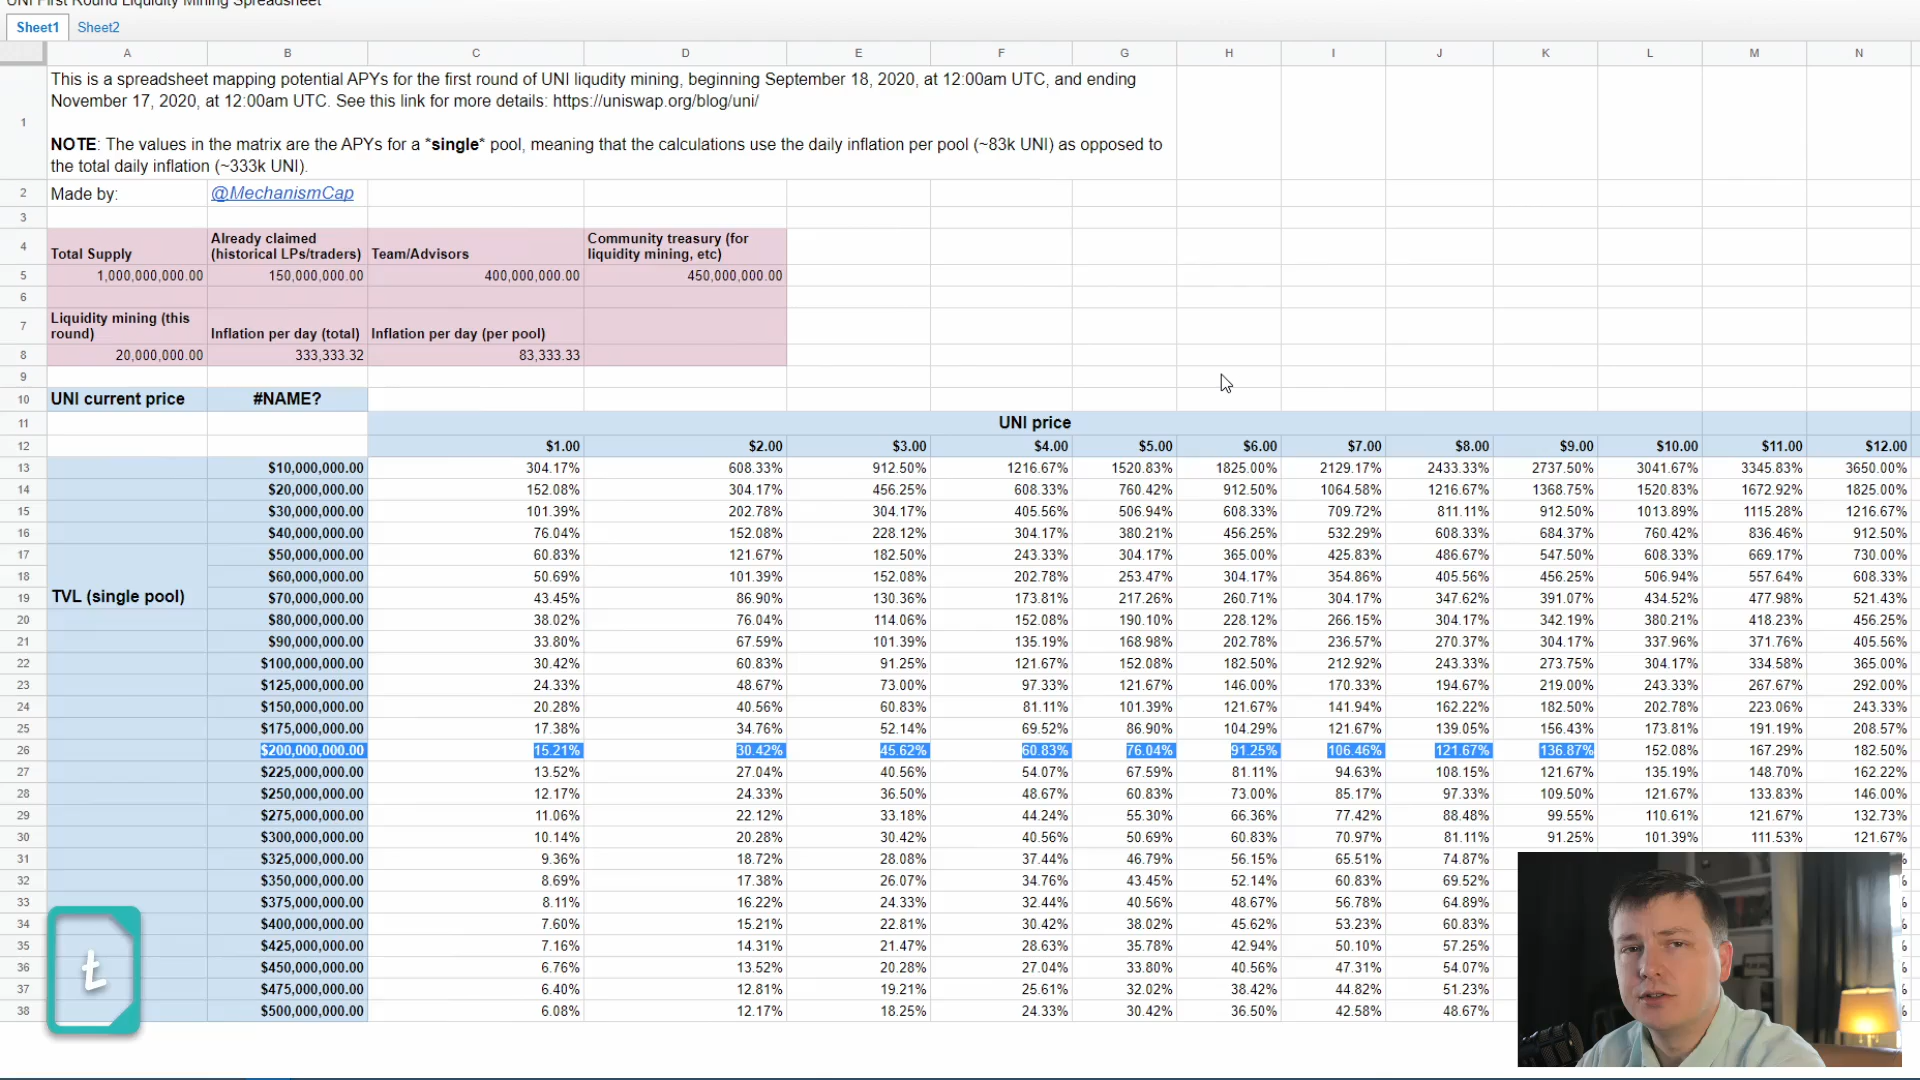 UNI First Round Liquidity Mining Spreadsheet
Sheet1 Sheet2
A B C D E F G H I J K L M N
This is a spreadsheet mapping potential APYs for the first round of UNI liqudity mining, beginning September 18, 2020, at 12:00am UTC, and ending
November 17, 2020, at 12:00am UTC. See this link for more details: https://uniswap.org/blog/uni/
1
NOTE: The values in the matrix are the APYs for a *single* pool, meaning that the calculations use the daily inflation per pool (~83k UNI) as opposed to
the total daily inflation (~333k UNI).
2 Made by: @MechanismCap
3
4 Total Supply Already claimed (historical LPs/traders) Team/Advisors Community treasury (for liquidity mining, etc)
5 1,000,000,000.00 150,000,000.00 400,000,000.00 450,000,000.00
6
7 Liquidity mining (this round) Inflation per day (total) Inflation per day (per pool)
8 20,000,000.00 333,333.32 83,333.33
9
10 UNI current price #NAME?
11 UNI price
12 $1.00 $2.00 $3.00 $4.00 $5.00 $6.00 $7.00 $8.00 $9.00 $10.00 $11.00 $12.00
13 $10,000,000.00 304.17% 608.33% 912.50% 1216.67% 1520.83% 1825.00% 2129.17% 2433.33% 2737.50% 3041.67% 3345.83% 3650.00%
14 $20,000,000.00 152.08% 304.17% 456.25% 608.33% 760.42% 912.50% 1064.58% 1216.67% 1368.75% 1520.83% 1672.92% 1825.00%
15 $30,000,000.00 101.39% 202.78% 304.17% 405.56% 506.94% 608.33% 709.72% 811.11% 912.50% 1013.89% 1115.28% 1216.67%
16 $40,000,000.00 76.04% 152.08% 228.12% 304.17% 380.21% 456.25% 532.29% 608.33% 684.37% 760.42% 836.46% 912.50%
17 $50,000,000.00 60.83% 121.67% 182.50% 243.33% 304.17% 365.00% 425.83% 486.67% 547.50% 608.33% 669.17% 730.00%
18 $60,000,000.00 50.69% 101.39% 152.08% 202.78% 253.47% 304.17% 354.86% 405.56% 456.25% 506.94% 557.64% 608.33%
19 TVL (single pool) $70,000,000.00 43.45% 86.90% 130.36% 173.81% 217.26% 260.71% 304.17% 347.62% 391.07% 434.52% 477.98% 521.43%
20 $80,000,000.00 38.02% 76.04% 114.06% 152.08% 190.10% 228.12% 266.15% 304.17% 342.19% 380.21% 418.23% 456.25%
21 $90,000,000.00 33.80% 67.59% 101.39% 135.19% 168.98% 202.78% 236.57% 270.37% 304.17% 337.96% 371.76% 405.56%
22 $100,000,000.00 30.42% 60.83% 91.25% 121.67% 152.08% 182.50% 212.92% 243.33% 273.75% 304.17% 334.58% 365.00%
23 $125,000,000.00 24.33% 48.67% 73.00% 97.33% 121.67% 146.00% 170.33% 194.67% 219.00% 243.33% 267.67% 292.00%
24 $150,000,000.00 20.28% 40.56% 60.83% 81.11% 101.39% 121.67% 141.94% 162.22% 182.50% 202.78% 223.06% 243.33%
25 $175,000,000.00 17.38% 34.76% 52.14% 69.52% 86.90% 104.29% 121.67% 139.05% 156.43% 173.81% 191.19% 208.57%
26 $200,000,000.00 15.21% 30.42% 45.62% 60.83% 76.04% 91.25% 106.46% 121.67% 136.87% 152.08% 167.29% 182.50%
27 $225,000,000.00 13.52% 27.04% 40.56% 54.07% 67.59% 81.11% 94.63% 108.15% 121.67% 135.19% 148.70% 162.22%
28 $250,000,000.00 12.17% 24.33% 36.50% 48.67% 60.83% 73.00% 85.17% 97.33% 109.50% 121.67% 133.83% 146.00%
29 $275,000,000.00 11.06% 22.12% 33.18% 44.24% 55.30% 66.36% 77.42% 88.48% 99.55% 110.61% 121.67% 132.73%
30 $300,000,000.00 10.14% 20.28% 30.42% 40.56% 50.69% 60.83% 70.97% 81.11% 91.25% 101.39% 111.53% 121.67%
31 $325,000,000.00 9.36% 18.72% 28.08% 37.44% 46.79% 56.15% 65.51% 74.87%
32 $350,000,000.00 8.69% 17.38% 26.07% 34.76% 43.45% 52.14% 60.83% 69.52%
33 $375,000,000.00 8.11% 16.22% 24.33% 32.44% 40.56% 48.67% 56.78% 64.89%
34 $400,000,000.00 7.60% 15.21% 22.81% 30.42% 38.02% 45.62% 53.23% 60.83%
35 $425,000,000.00 7.16% 14.31% 21.47% 28.63% 35.78% 42.94% 50.10% 57.25%
36 $450,000,000.00 6.76% 13.52% 20.28% 27.04% 33.80% 40.56% 47.31% 54.07%
37 $475,000,000.00 6.40% 12.81% 19.21% 25.61% 32.02% 38.42% 44.82% 51.23%
38 $500,000,000.00 6.08% 12.17% 18.25% 24.33% 30.42% 36.50% 42.58% 48.67%